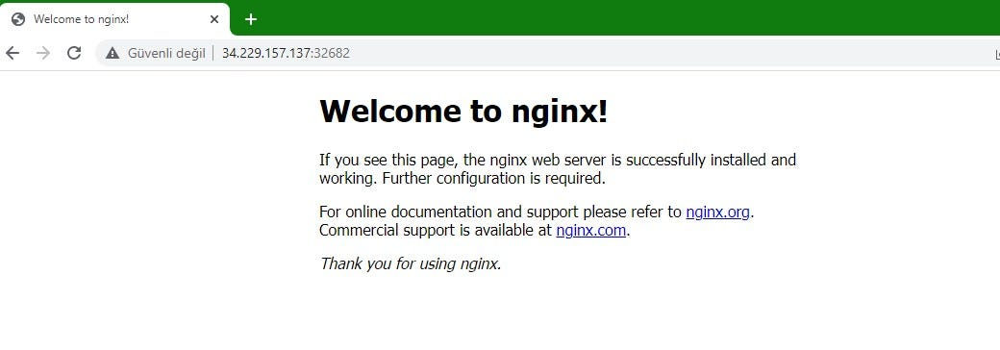 Welcome to nginx!
Güvenli değil
34.229.157.137:32682
Welcome to nginx!
If you see this page, the nginx web server is successfully installed and
working. Further configuration is required.
For online documentation and support please refer to nginx.org.
Commercial support is available at nginx.com.
Thank you for using nginx.